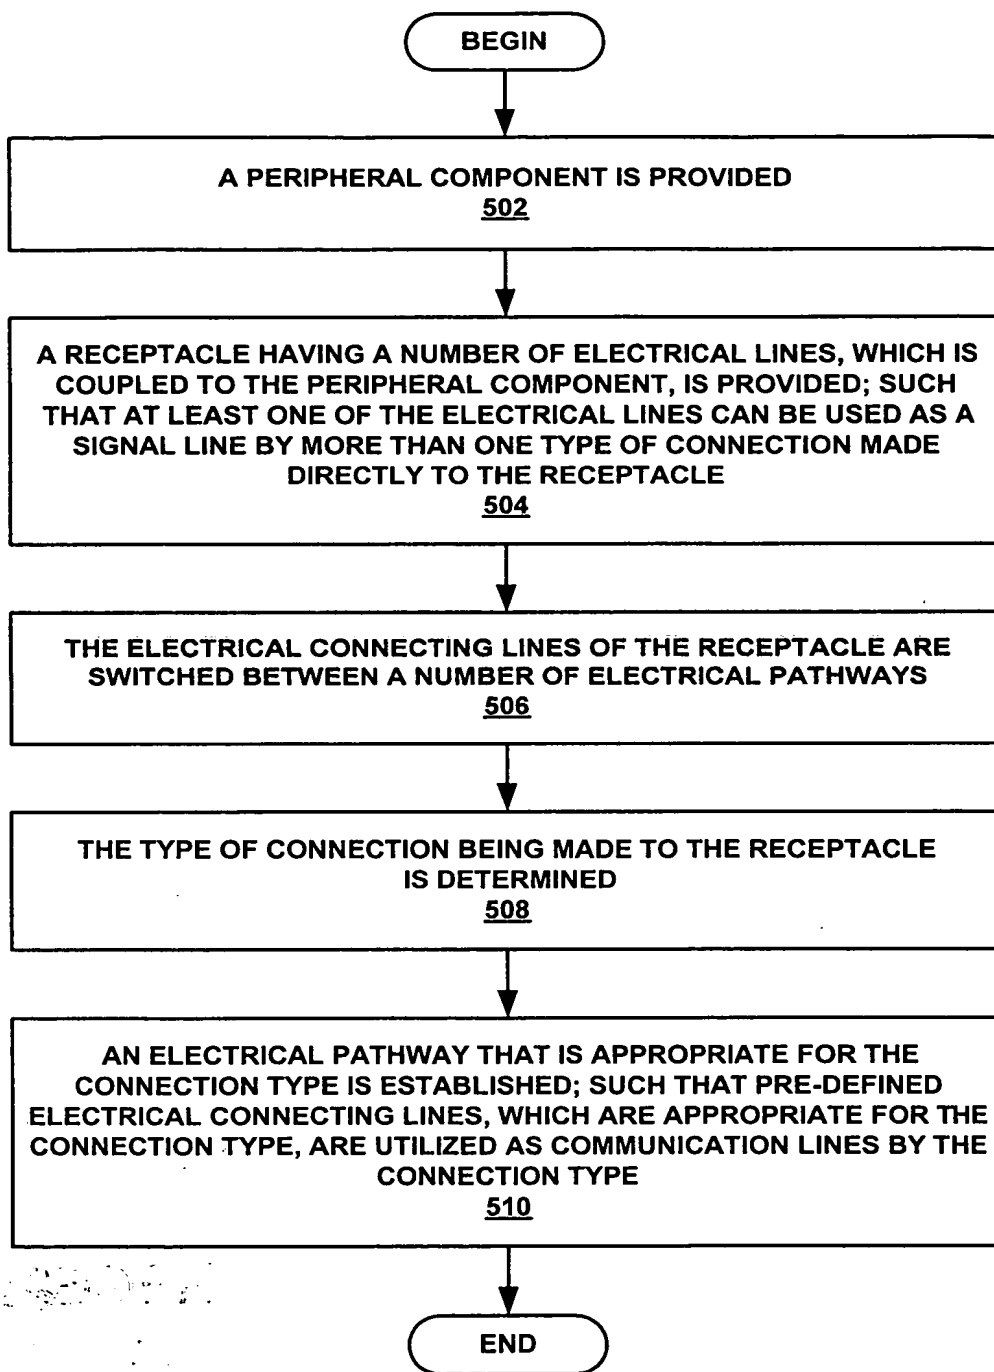 BEGIN
A PERIPHERAL COMPONENT IS PROVIDED
502
A RECEPTACLE HAVING A NUMBER OF ELECTRICAL LINES, WHICH IS
COUPLED TO THE PERIPHERAL COMPONENT, IS PROVIDED; SUCH
THAT AT LEAST ONE OF THE ELECTRICAL LINES CAN BE USED AS A
SIGNAL LINE BY MORE THAN ONE TYPE OF CONNECTION MADE
DIRECTLY TO THE RECEPTACLE
504
THE ELECTRICAL CONNECTING LINES OF THE RECEPTACLE ARE
SWITCHED BETWEEN A NUMBER OF ELECTRICAL PATHWAYS
506
THE TYPE OF CONNECTION BEING MADE TO THE RECEPTACLE
IS DETERMINED
508
AN ELECTRICAL PATHWAY THAT IS APPROPRIATE FOR THE
CONNECTION TYPE IS ESTABLISHED; SUCH THAT PRE-DEFINED
ELECTRICAL CONNECTING LINES, WHICH ARE APPROPRIATE FOR THE
CONNECTION TYPE, ARE UTILIZED AS COMMUNICATION LINES BY THE
CONNECTION TYPE
510
END